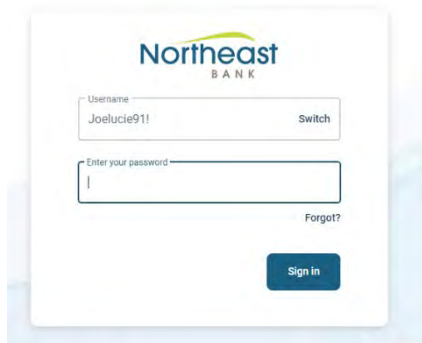 Northeast
BANK
Username
Joelucie91!
Switch
Enter your password
Forgot?
Sign in